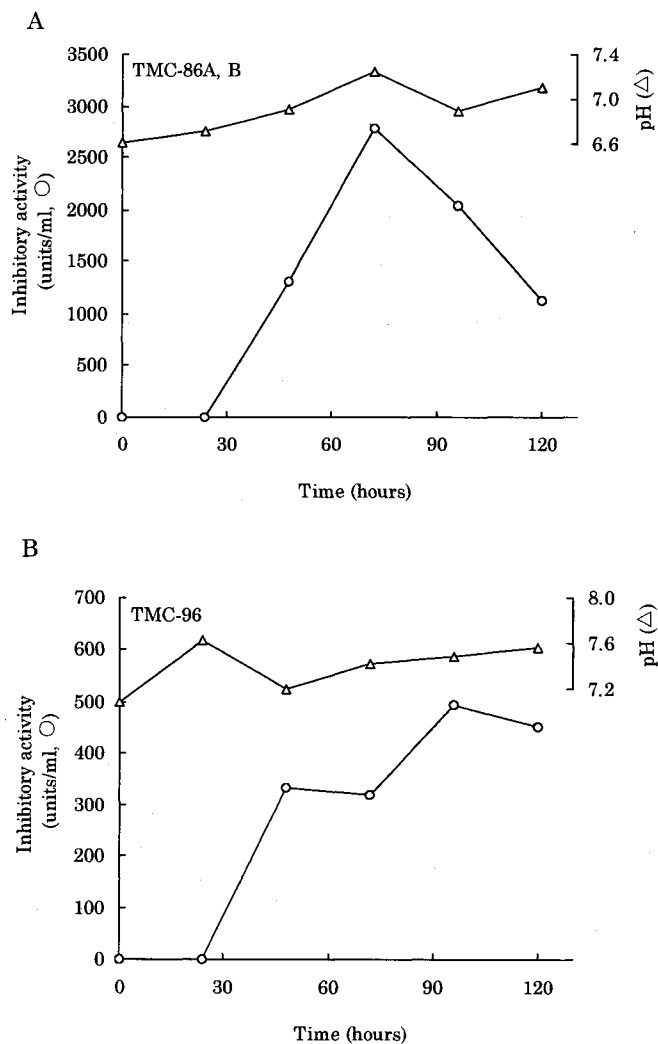 A
TMC-86A, B
3500
3000
2500
2000
1500
1000
500
0
Inhibitory activity
(units/ml, ○)
7.4
7.0
6.6
pH (△)
0 30 60 90 120
Time (hours)
B
TMC-96
700
600
500
400
300
200
100
0
Inhibitory activity
(units/ml, ○)
8.0
7.6
7.2
pH (△)
0 30 60 90 120
Time (hours)